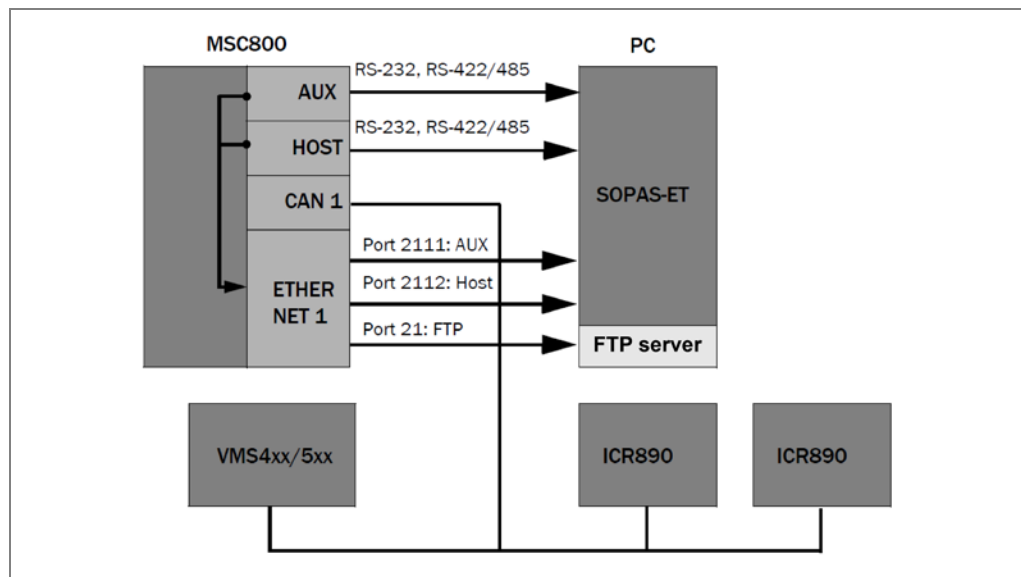 MSC800
PC
AUX
RS-232, RS-422/485
HOST
RS-232, RS-422/485
SOPAS-ET
CAN 1
ETHER
NET 1
Port 2111: AUX
Port 2112: Host
Port 21: FTP
FTP server
VMS4xx/5xx
ICR890
ICR890